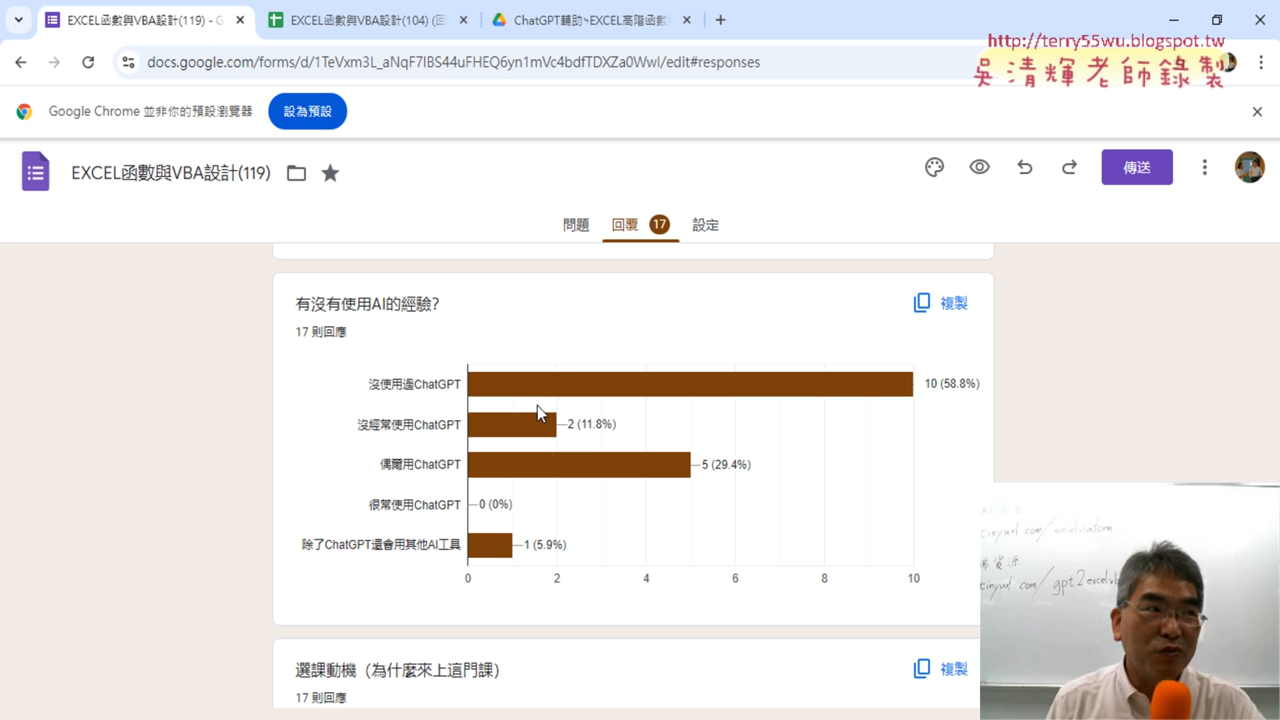 EXCEL函數與VBA設計(119) - G
EXCEL函數與VBA設計(104) (回
ChatGPT輔助~EXCEL高階函數
http://terry55wu.blogspot.tw
吳清輝老師錄製
docs.google.com/forms/d/1TeVxm3L_aNqF7IBS44uFHEQ6yn1mVc4bdfTDXZa0WwI/edit#responses
Google Chrome 並非你的預設瀏覽器
設為預設
EXCEL函數與VBA設計(119)
傳送
問題
回覆 17
設定
有沒有使用AI的經驗?
複製
17 則回應
沒使用過ChatGPT
10 (58.8%)
沒經常使用ChatGPT
2 (11.8%)
偶爾用ChatGPT
5 (29.4%)
很常使用ChatGPT
0 (0%)
除了ChatGPT還會用其他AI工具
1 (5.9%)
0 2 4 6 8 10
選課動機（為什麼來上這門課）
複製
17 則回應
資源
tinyurl com/gpt2excelvb